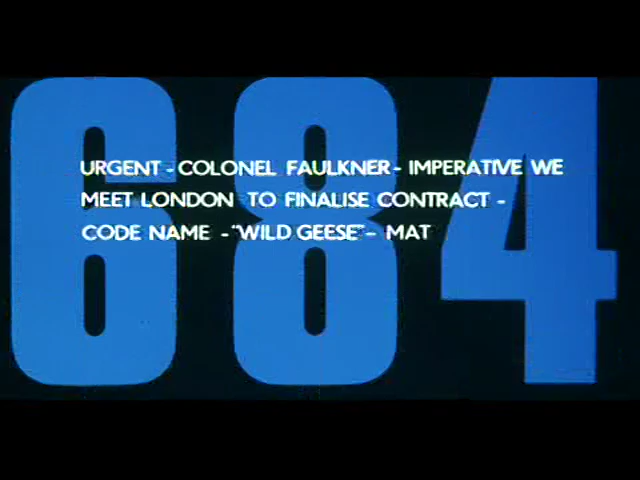 684
URGENT - COLONEL FAULKNER - IMPERATIVE WE
MEET LONDON TO FINALISE CONTRACT -
CODE NAME - "WILD GEESE" - MAT